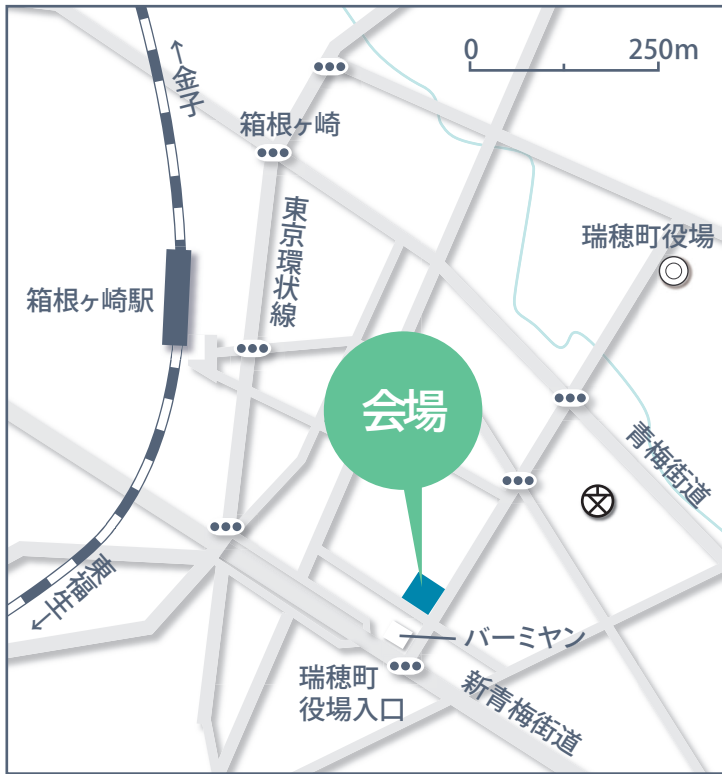 0 250m
←金子
箱根ヶ崎
東京環状線
瑞穂町役場
箱根ヶ崎駅
会場
青梅街道
東福生→
バーミヤン
瑞穂町
役場入口
新青梅街道